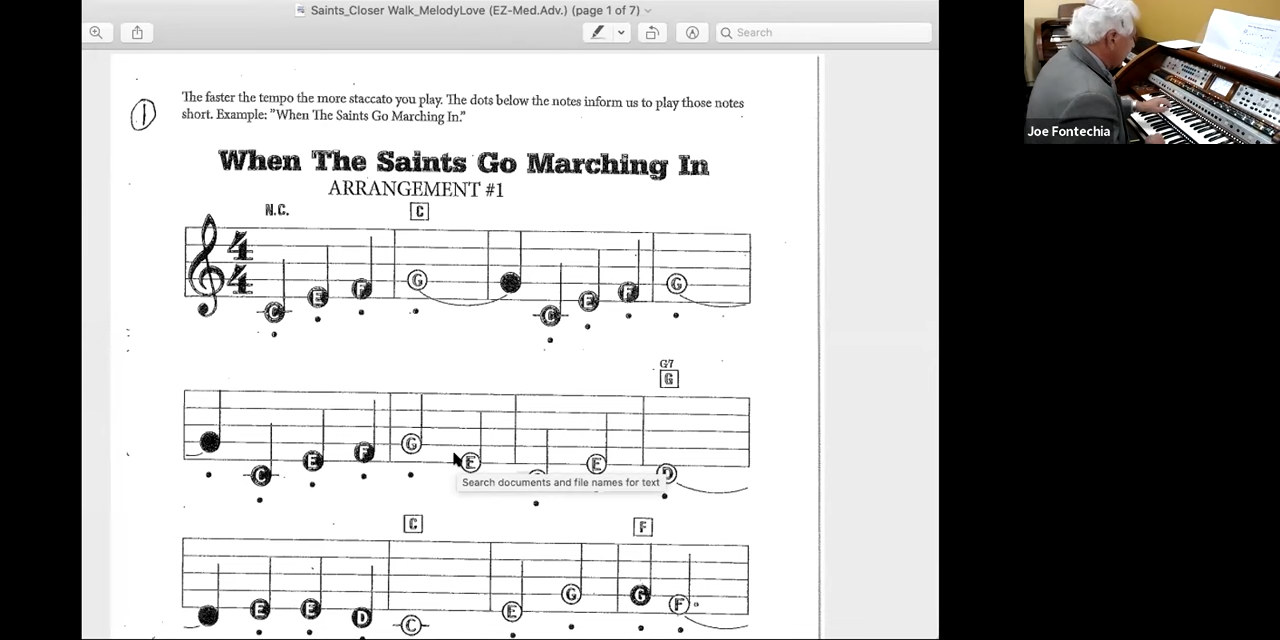 Saints_Closer Walk_MelodyLove (EZ-Med.Adv.) (page 1 of 7)
Search
Joe Fontechia
1
The faster the tempo the more staccato you play. The dots below the notes inform us to play those notes
short. Example: "When The Saints Go Marching In."
When The Saints Go Marching In
ARRANGEMENT #1
N.C. C
4
4
C E F G C E F G
G7
G
C E F G E E D
Search documents and file names for text
C F
E E D C E G G F